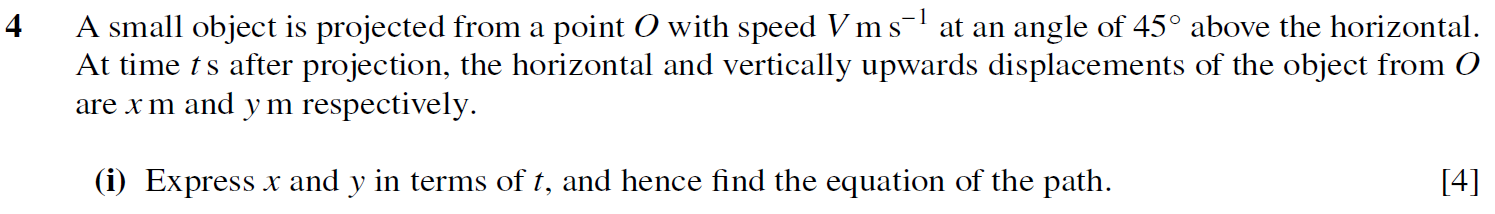 4 A small object is projected from a point O with speed V m s⁻¹ at an angle of 45° above the horizontal.
At time t s after projection, the horizontal and vertically upwards displacements of the object from O
are x m and y m respectively.
(i) Express x and y in terms of t, and hence find the equation of the path. [4]